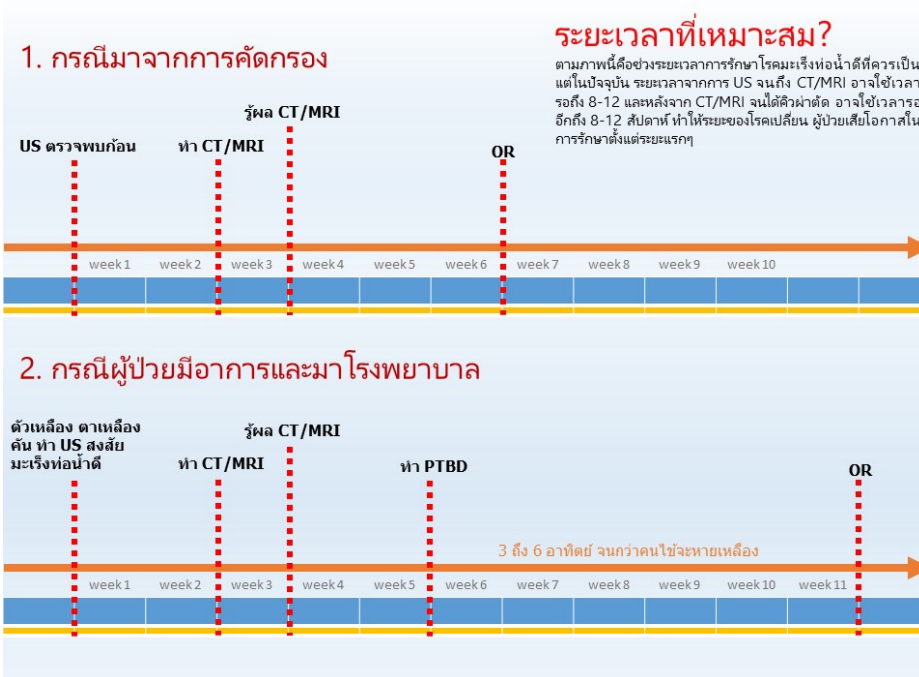 1. กรณีมาจากการคัดกรอง
ระยะเวลาที่เหมาะสม?
ตามภาพนี้คือช่วงระยะเวลาการรักษาโรคมะเร็งท่อน้ำดีที่ควรเป็น
แต่ในปัจจุบัน ระยะเวลาจากการ US จนถึง CT/MRI อาจใช้เวลา
รอถึง 8-12 และหลังจาก CT/MRI จนได้คิวผ่าตัด อาจใช้เวลารอ
อีกถึง 8-12 สัปดาห์ ทำให้ระยะของโรคเปลี่ยน ผู้ป่วยเสียโอกาสใน
การรักษาตั้งแต่ระยะแรกๆ
รู้ผล CT/MRI
US ตรวจพบก้อน ทำ CT/MRI OR
week1 week2 week3 week4 week5 week6 week7 week8 week9 week10
2. กรณีผู้ป่วยมีอาการและมาโรงพยาบาล
ตัวเหลือง ตาเหลือง
คัน ทำ US สงสัย
มะเร็งท่อน้ำดี
รู้ผล CT/MRI
ทำ CT/MRI ทำ PTBD OR
3 ถึง 6 อาทิตย์ จนกว่าคนไข้จะหายเหลือง
week1 week2 week3 week4 week5 week6 week7 week8 week9 week10 week11